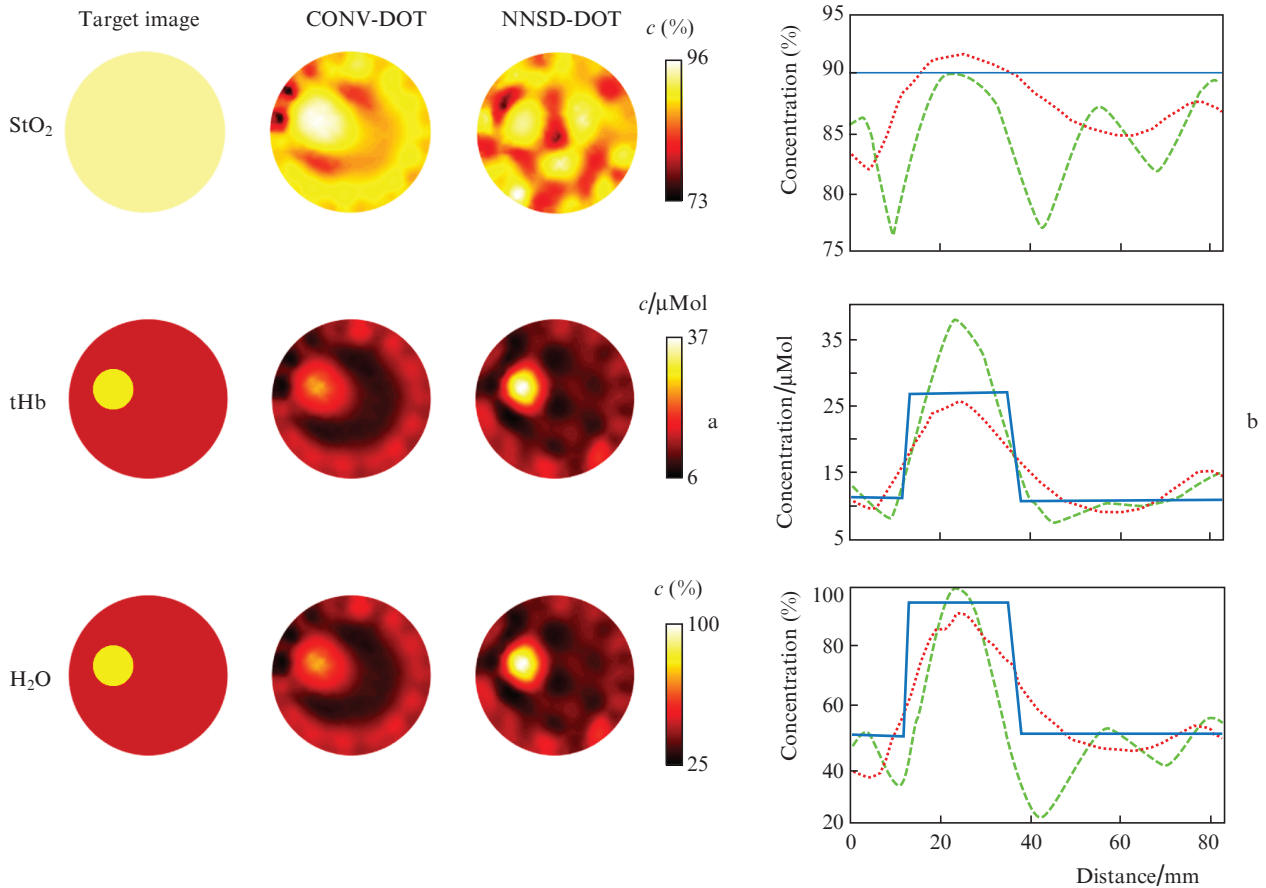 Target image
CONV-DOT
NNSD-DOT
c (%)
96
73
StO₂
c/μMol
37
6
tHb
a
c (%)
100
25
H₂O
Concentration (%)
95
90
85
80
75
Concentration /μMol
35
25
15
5
b
Concentration (%)
100
80
60
40
20
0
20
40
60
80
Distance/mm